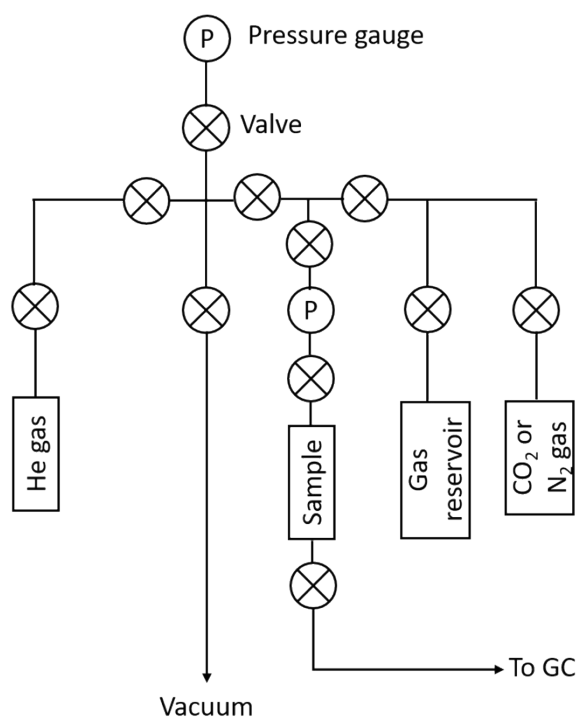 P Pressure gauge
Valve
P
He gas
Sample
Gas
reservoir
CO₂ or
N₂ gas
To GC
Vacuum